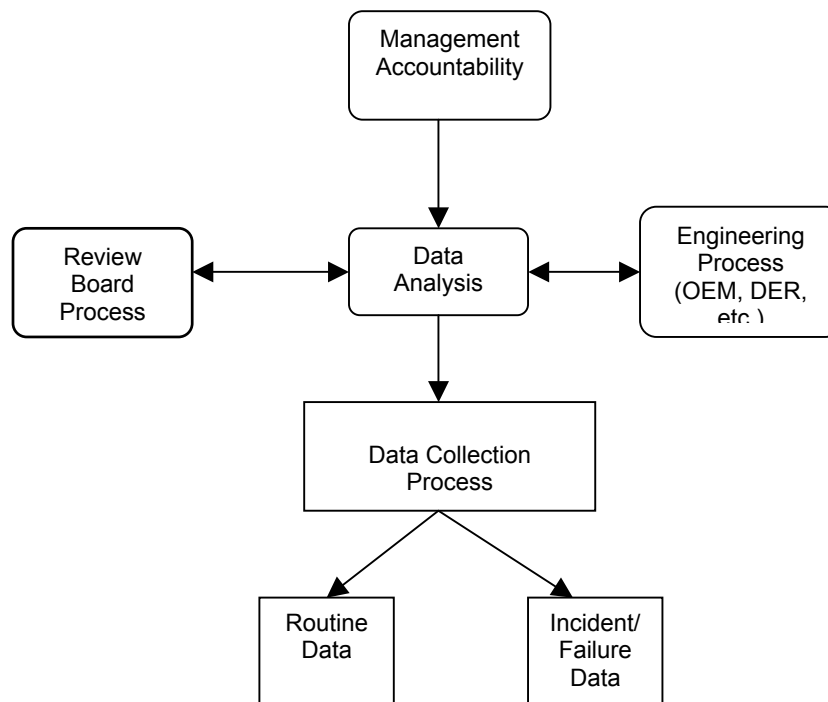 Management
Accountability
Review
Board
Process
Data
Analysis
Engineering
Process
(OEM, DER,
etc.)
Data Collection
Process
Routine
Data
Incident/
Failure
Data